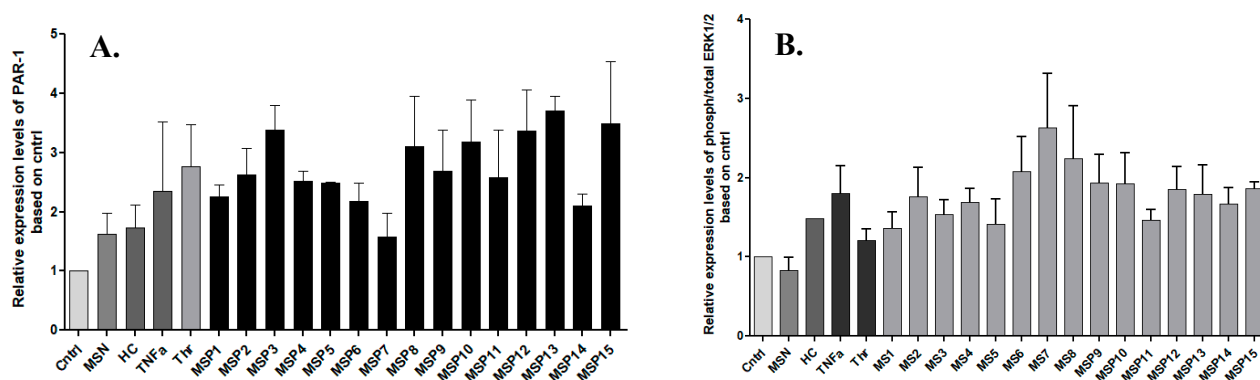 A.
Relative expression levels of PAR-1
based on cntrl
5
4
3
2
1
0
Cntrl
MSN
HC
TNFa
Thr
MSP1
MSP2
MSP3
MSP4
MSP5
MSP6
MSP7
MSP8
MSP9
MSP10
MSP11
MSP12
MSP13
MSP14
MSP15
B.
Relative expression levels of phosph/total ERK1/2
based on cntrl
4
3
2
1
0
Cntrl
MSN
HC
TNFa
Thr
MS1
MS2
MS3
MS4
MS5
MS6
MS7
MS8
MSP9
MSP10
MSP11
MSP12
MSP13
MSP14
MSP15